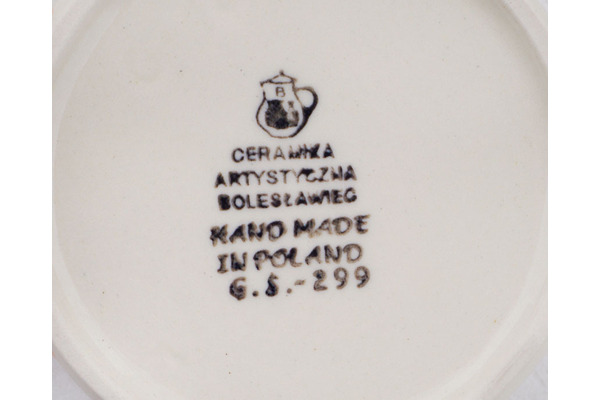 B
CERAMIKA
ARTYSTYCZNA
BOLESŁAWIEC
HAND MADE
IN POLAND
G.S.-299